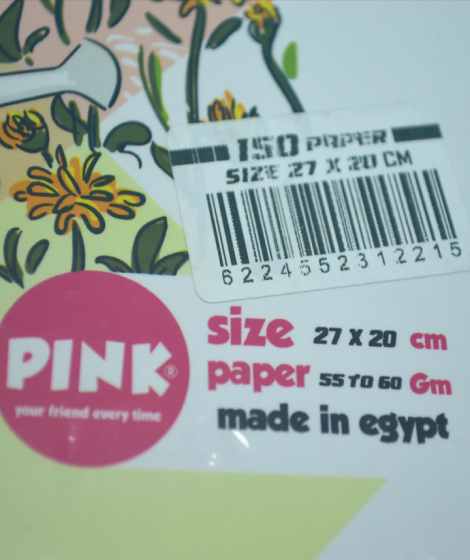 150 PAPER
SIZE 27 X 20 CM
6224552312215
size 27 X 20 cm
paper 55 TO 60 Gm
made in egypt
PINK®
your friend every time